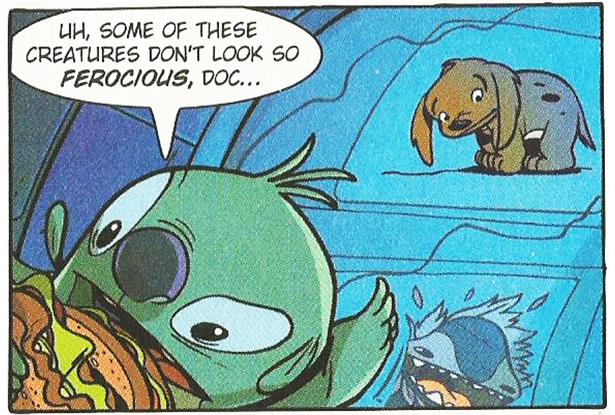 UH, SOME OF THESE
CREATURES DON'T LOOK SO
FEROCIOUS, DOC...